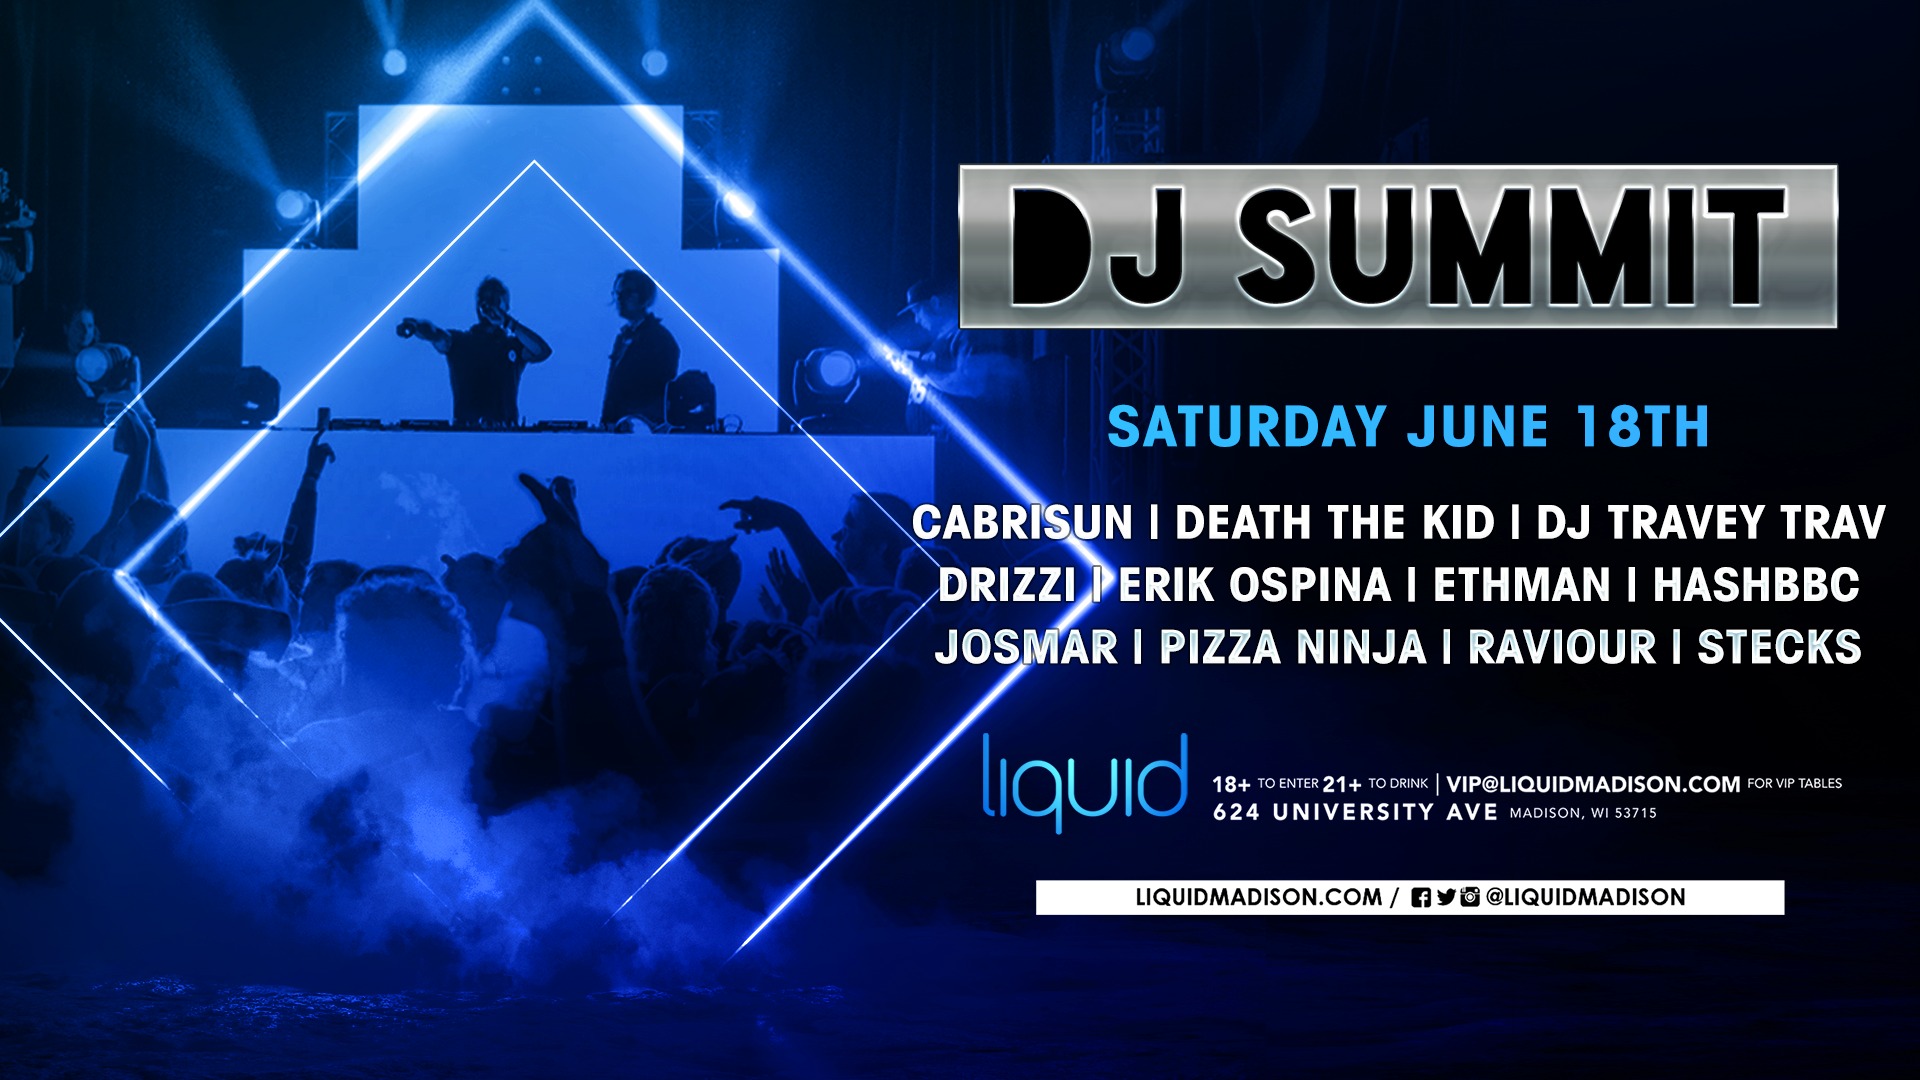 DJ SUMMIT
SATURDAY JUNE 18TH
CABRISUN | DEATH THE KID | DJ TRAVEY TRAV
DRIZZI | ERIK OSPINA | ETHMAN | HASHBBC
JOSMAR | PIZZA NINJA | RAVIOUR | STECKS
liquid
18+ TO ENTER 21+ TO DRINK | VIP@LIQUIDMADISON.COM FOR VIP TABLES
624 UNIVERSITY AVE MADISON, WI 53715
LIQUIDMADISON.COM / @LIQUIDMADISON